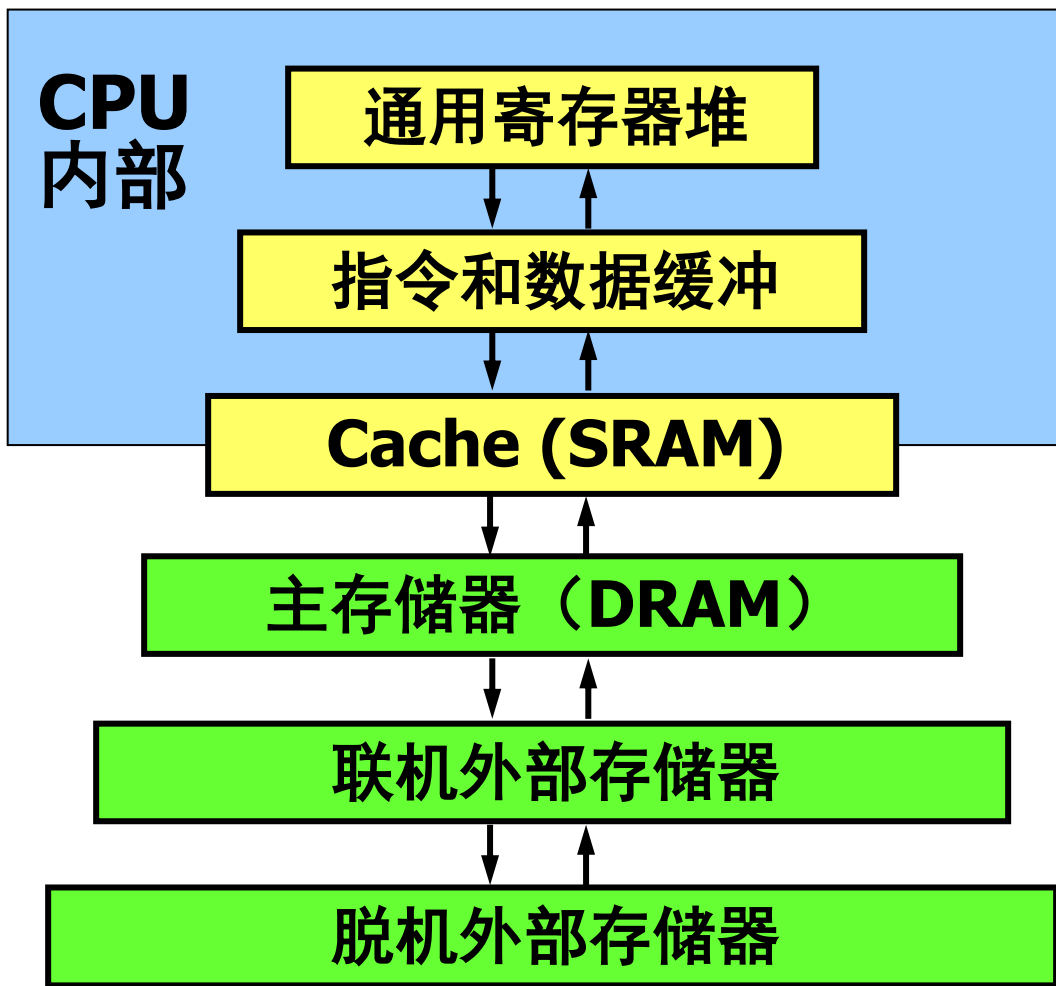 CPU
内部
通用寄存器堆
指令和数据缓冲
Cache (SRAM)
主存储器（DRAM）
联机外部存储器
脱机外部存储器